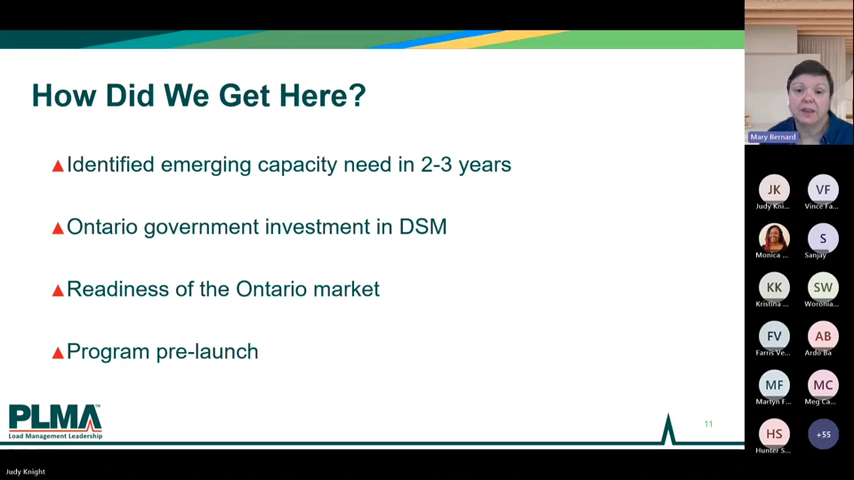 How Did We Get Here?
▲Identified emerging capacity need in 2-3 years
▲Ontario government investment in DSM
▲Readiness of the Ontario market
▲Program pre-launch
PLMA™
Load Management Leadership
11
Judy Knight
Mary Bernard
JK
Judy Kni...
VF
Vince Fa...
Monica ...
S
Sanjay
KK
Kristina ...
SW
Woronia...
FV
Farris Ve...
AB
Ardo Ba
MF
Martyn F...
MC
Meg Ca...
HS
Hunter S...
+55